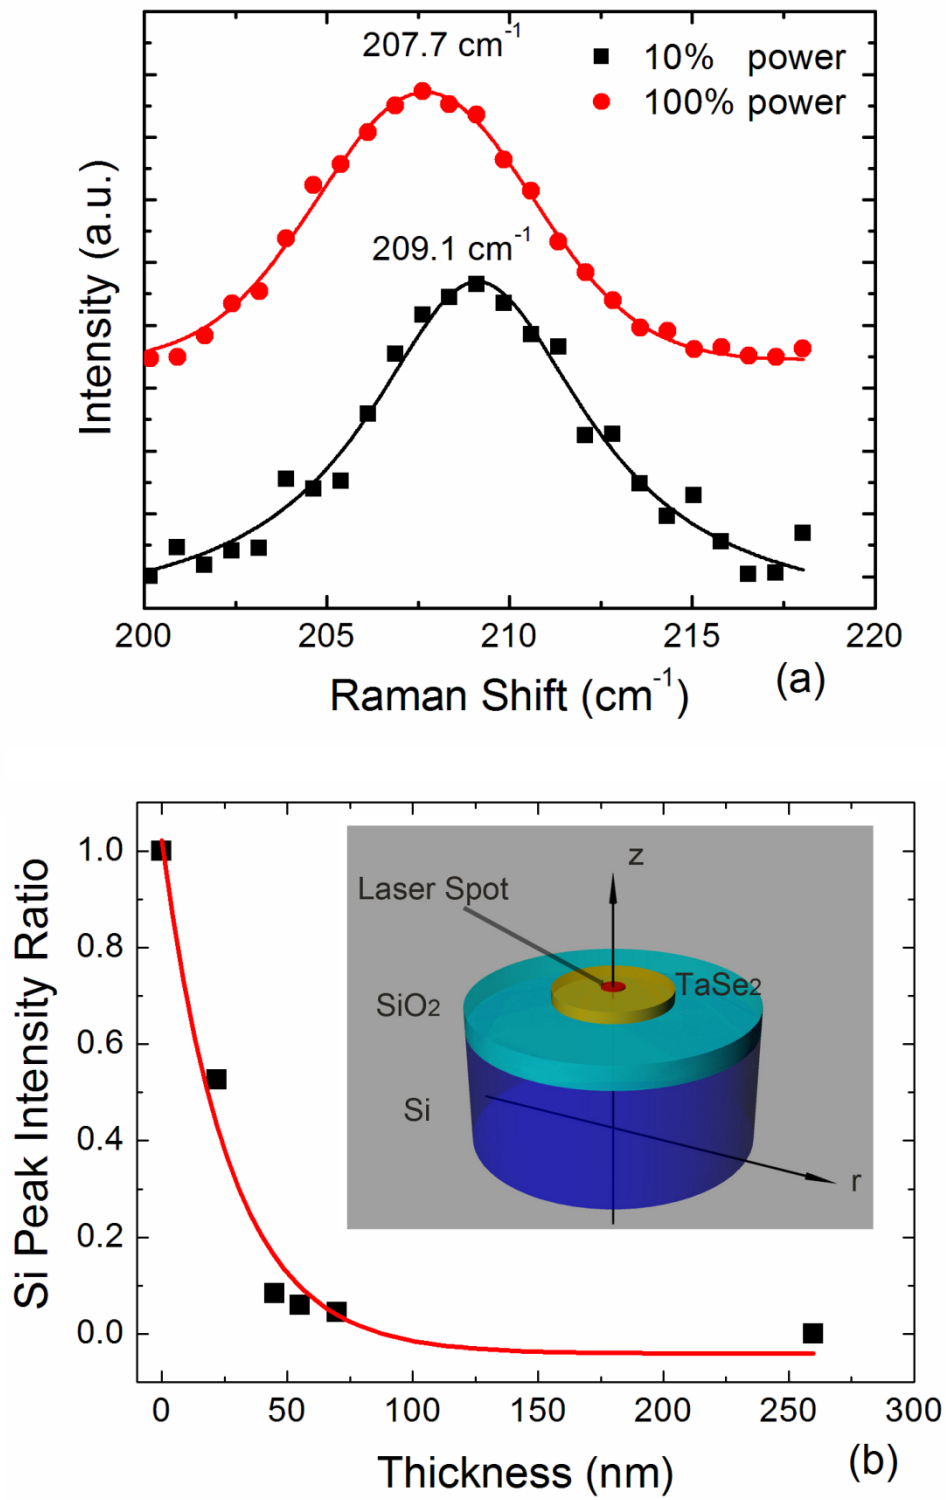 207.7 cm⁻¹
10% power
100% power
209.1 cm⁻¹
Intensity (a.u.)
200 205 210 215 220
Raman Shift (cm⁻¹)
(a)
1.0
0.8
0.6
0.4
0.2
0.0
Si Peak Intensity Ratio
z
Laser Spot
TaSe₂
SiO₂
Si
r
0 50 100 150 200 250 300
Thickness (nm)
(b)